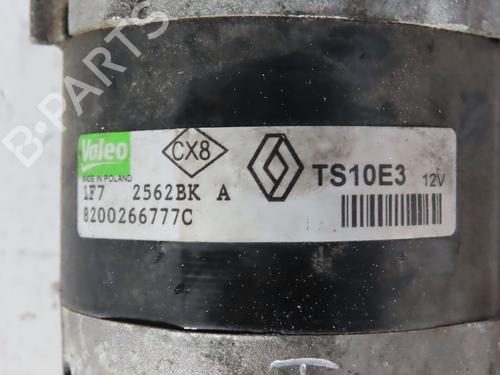 B-PARTS
Valeo
MADE IN POLAND
CX8
TS10E3 12V
1F7 2562BK A
8200266777C